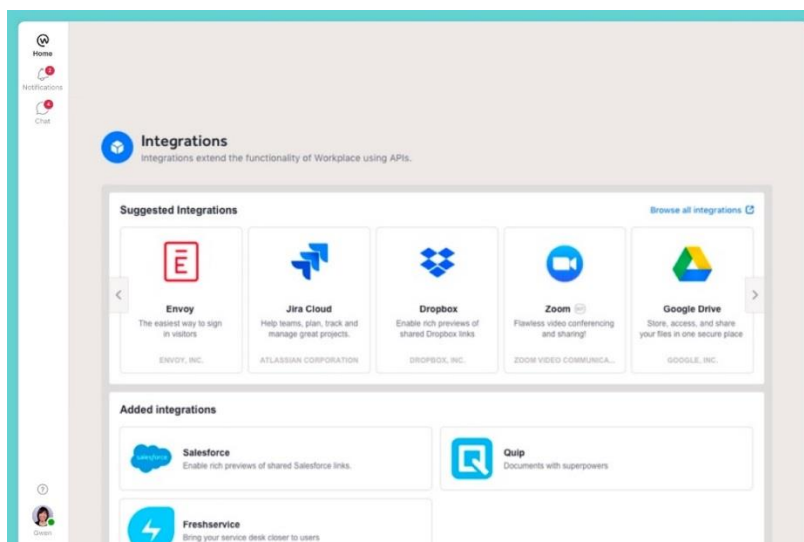 Home
2
Notifications
4
Chat
Integrations
Integrations extend the functionality of Workplace using APIs.
Suggested Integrations
Browse all integrations
Envoy
The easiest way to sign
in visitors
ENVOY, INC.
Jira Cloud
Help teams, plan, track and
manage great projects.
ATLASSIAN CORPORATION
Dropbox
Enable rich previews of
shared Dropbox links
DROPBOX, INC.
Zoom
Flawless video conferencing
and sharing!
ZOOM VIDEO COMMUNICA...
Google Drive
Store, access, and share
your files in one secure place
GOOGLE, INC.
Added integrations
salesforce
Salesforce
Enable rich previews of shared Salesforce links.
Quip
Documents with superpowers
Freshservice
Bring your service desk closer to users
Gwen